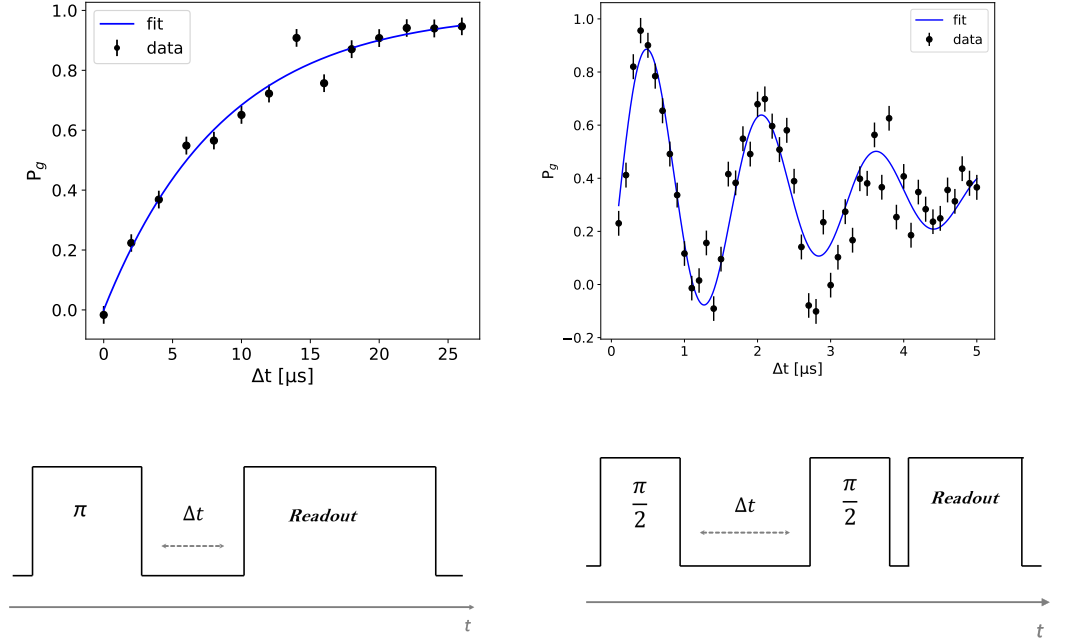 fit
data
1.0
0.8
0.6
0.4
0.2
0.0
P_g
0 5 10 15 20 25
Δt [μs]
fit
data
1.0
0.8
0.6
0.4
0.2
0.0
−0.2
P_g
0 1 2 3 4 5
Δt [μs]
π
Δt
Readout
t
π/2
Δt
π/2
Readout
t